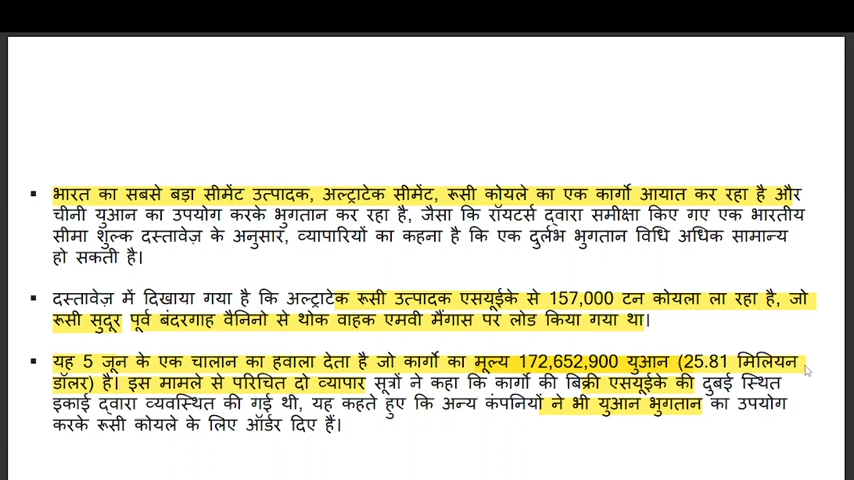 ▪ भारत का सबसे बड़ा सीमेंट उत्पादक, अल्ट्राटेक सीमेंट, रूसी कोयले का एक कार्गो आयात कर रहा है और
चीनी युआन का उपयोग करके भुगतान कर रहा है, जैसा कि रॉयटर्स द्वारा समीक्षा किए गए एक भारतीय
सीमा शुल्क दस्तावेज़ के अनुसार, व्यापारियों का कहना है कि एक दुर्लभ भुगतान विधि अधिक सामान्य
हो सकती है।
▪ दस्तावेज़ में दिखाया गया है कि अल्ट्राटेक रूसी उत्पादक एसयूईके से 157,000 टन कोयला ला रहा है, जो
रूसी सुदूर पूर्व बंदरगाह वैनिनो से थोक वाहक एमवी मैंगास पर लोड किया गया था।
▪ यह 5 जून के एक चालान का हवाला देता है जो कार्गो का मूल्य 172,652,900 युआन (25.81 मिलियन
डॉलर) है। इस मामले से परिचित दो व्यापार सूत्रों ने कहा कि कार्गो की बिक्री एसयूईके की दुबई स्थित
इकाई द्वारा व्यवस्थित की गई थी, यह कहते हुए कि अन्य कंपनियों ने भी युआन भुगतान का उपयोग
करके रूसी कोयले के लिए ऑर्डर दिए हैं।